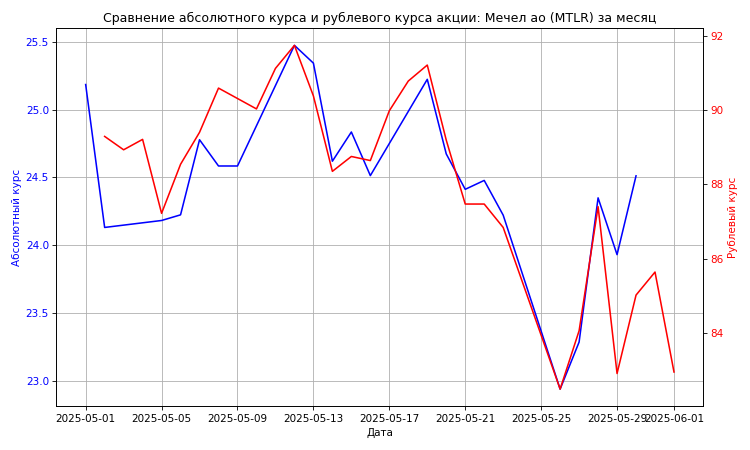 Сравнение абсолютного курса и рублевого курса акции: Мечел ао (MTLR) за месяц
Абсолютный курс
25.5
25.0
24.5
24.0
23.5
23.0
92
90
88
86
84
Рублевый курс
2025-05-01 2025-05-05 2025-05-09 2025-05-13 2025-05-17 2025-05-21 2025-05-25 2025-05-29 2025-06-01
Дата